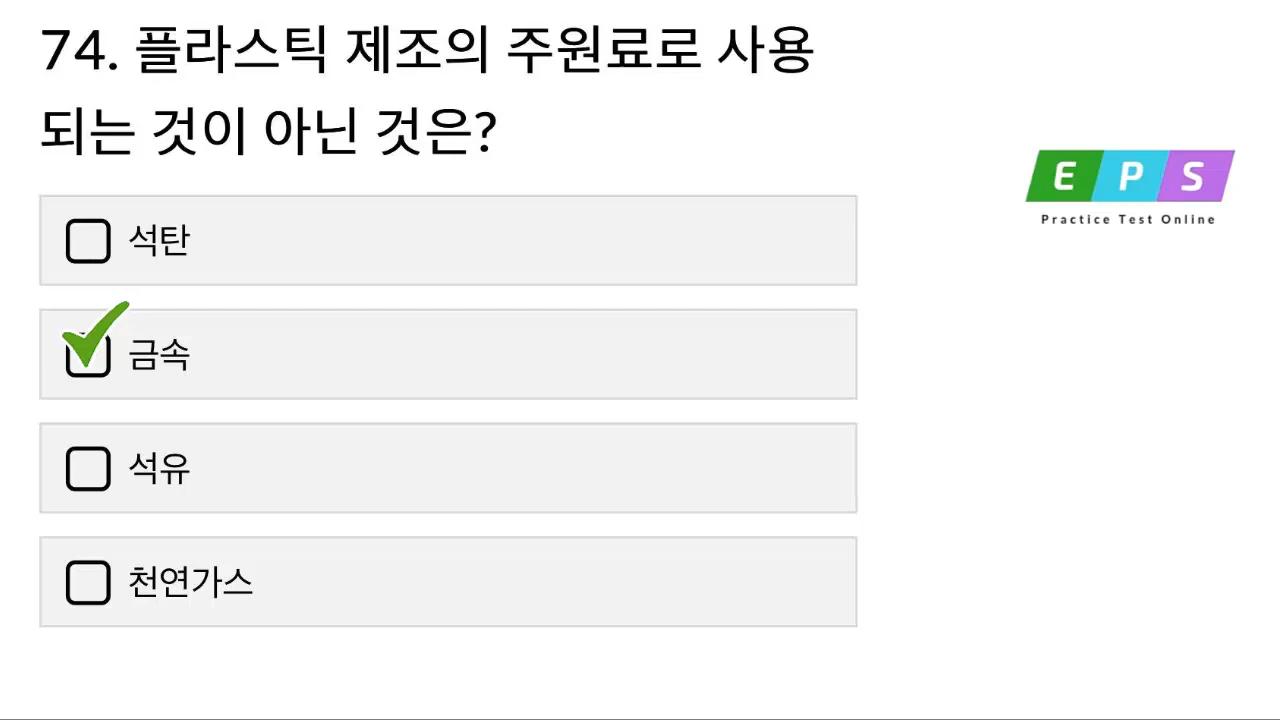 74. 플라스틱 제조의 주원료로 사용
되는 것이 아닌 것은?
석탄
금속
석유
천연가스
EPS
Practice Test Online